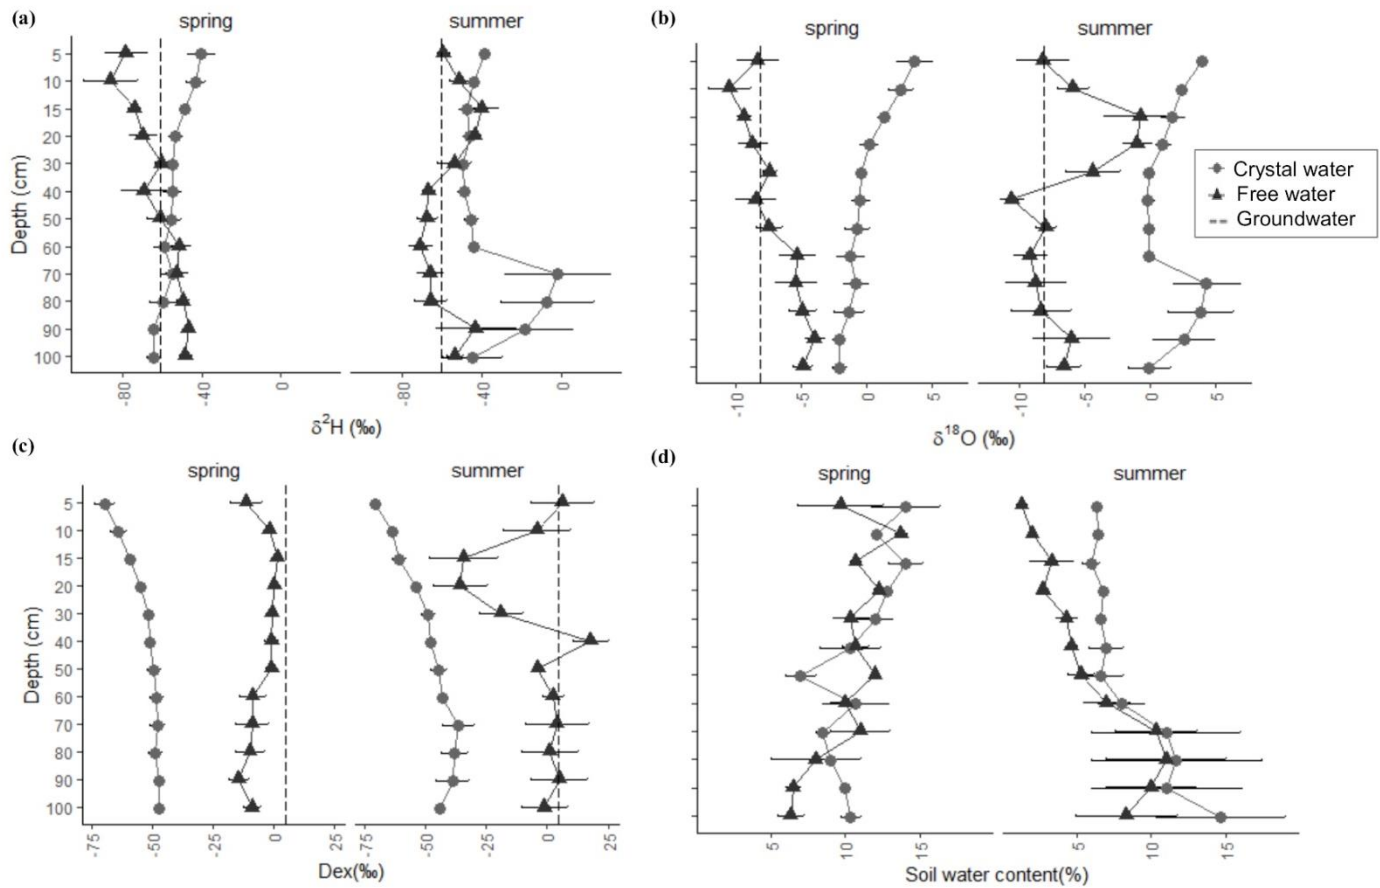 (a)
spring
summer
5
10
15
20
30
40
50
60
70
80
90
100
Depth (cm)
-80
-40
0
-80
-40
0
δ²H (‰)
(b)
spring
summer
-10
-5
0
5
-10
-5
0
5
δ¹⁸O (‰)
Crystal water
Free water
Groundwater
(c)
spring
summer
5
10
15
20
30
40
50
60
70
80
90
100
Depth (cm)
-75
-50
-25
0
25
-75
-50
-25
0
25
Dex(‰)
(d)
spring
summer
5
10
15
5
10
15
Soil water content(%)